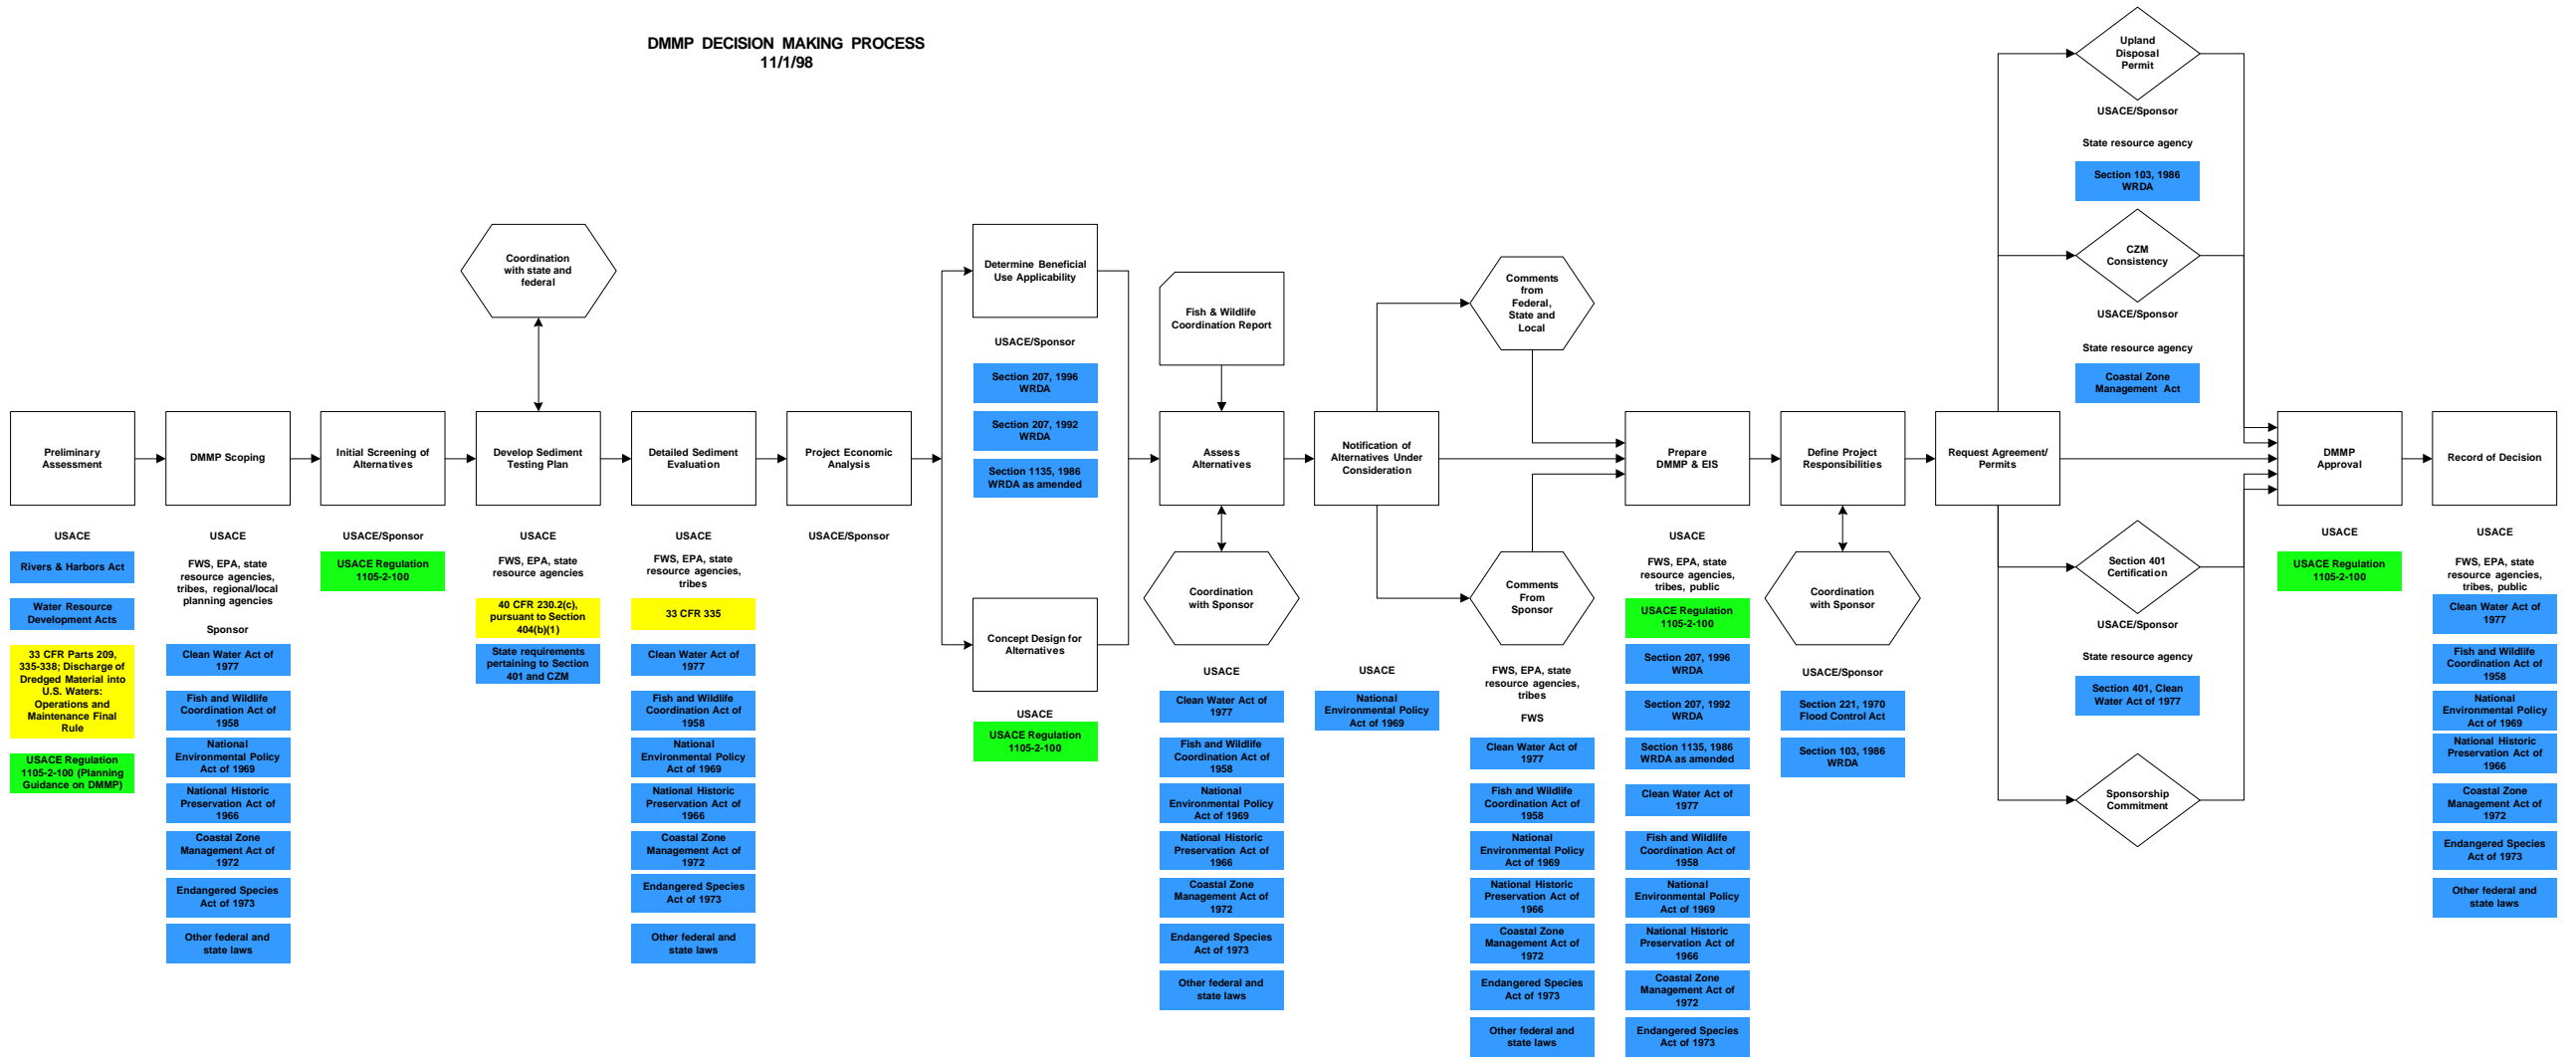 DMMP DECISION MAKING PROCESS
11/1/98
Preliminary
Assessment
USACE
Rivers & Harbors Act
Water Resource
Development Acts
33 CFR Parts 209,
335-338; Discharge of
Dredged Material into
U.S. Waters:
Operations and
Maintenance Final
Rule
USACE Regulation
1105-2-100 (Planning
Guidance on DMMP)
DMMP Scoping
USACE
FWS, EPA, state
resource agencies,
tribes, regional/local
planning agencies
Sponsor
Clean Water Act of
1977
Fish and Wildlife
Coordination Act of
1958
National
Environmental Policy
Act of 1969
National Historic
Preservation Act of
1966
Coastal Zone
Management Act of
1972
Endangered Species
Act of 1973
Other federal and
state laws
Initial Screening of
Alternatives
USACE/Sponsor
USACE Regulation
1105-2-100
Coordination
with state and
federal
Develop Sediment
Testing Plan
USACE
FWS, EPA, state
resource agencies
40 CFR 230.2(c),
pursuant to Section
404(b)(1)
State requirements
pertaining to Section
401 and CZM
Detailed Sediment
Evaluation
USACE
FWS, EPA, state
resource agencies,
tribes
33 CFR 335
Clean Water Act of
1977
Fish and Wildlife
Coordination Act of
1958
National
Environmental Policy
Act of 1969
National Historic
Preservation Act of
1966
Coastal Zone
Management Act of
1972
Endangered Species
Act of 1973
Other federal and
state laws
Project Economic
Analysis
USACE/Sponsor
Determine Beneficial
Use Applicability
USACE/Sponsor
Section 207, 1996
WRDA
Section 207, 1992
WRDA
Section 1135, 1986
WRDA as amended
Concept Design for
Alternatives
USACE
USACE Regulation
1105-2-100
Fish & Wildlife
Coordination Report
Assess
Alternatives
Coordination
with Sponsor
USACE
Clean Water Act of
1977
Fish and Wildlife
Coordination Act of
1958
National
Environmental Policy
Act of 1969
National Historic
Preservation Act of
1966
Coastal Zone
Management Act of
1972
Endangered Species
Act of 1973
Other federal and
state laws
Notification of
Alternatives Under
Consideration
USACE
National
Environmental Policy
Act of 1969
Comments
from
Federal,
State and
Local
Comments
From
Sponsor
FWS, EPA, state
resource agencies,
tribes
FWS
Clean Water Act of
1977
Fish and Wildlife
Coordination Act of
1958
National
Environmental Policy
Act of 1969
National Historic
Preservation Act of
1966
Coastal Zone
Management Act of
1972
Endangered Species
Act of 1973
Other federal and
state laws
Prepare
DMMP & EIS
USACE
FWS, EPA, state
resource agencies,
tribes, public
USACE Regulation
1105-2-100
Section 207, 1996
WRDA
Section 207, 1992
WRDA
Section 1135, 1986
WRDA as amended
Clean Water Act of
1977
Fish and Wildlife
Coordination Act of
1958
National
Environmental Policy
Act of 1969
National Historic
Preservation Act of
1966
Coastal Zone
Management Act of
1972
Endangered Species
Act of 1973
Define Project
Responsibilities
Coordination
with Sponsor
USACE/Sponsor
Section 221, 1970
Flood Control Act
Section 103, 1986
WRDA
Request Agreement/
Permits
Upland
Disposal
Permit
USACE/Sponsor
State resource agency
Section 103, 1986
WRDA
CZM
Consistency
USACE/Sponsor
State resource agency
Coastal Zone
Management Act
Section 401
Certification
USACE/Sponsor
State resource agency
Section 401, Clean
Water Act of 1977
Sponsorship
Commitment
DMMP
Approval
USACE
USACE Regulation
1105-2-100
Record of Decision
USACE
FWS, EPA, state
resource agencies,
tribes, public
Clean Water Act of
1977
Fish and Wildlife
Coordination Act of
1958
National
Environmental Policy
Act of 1969
National Historic
Preservation Act of
1966
Coastal Zone
Management Act of
1972
Endangered Species
Act of 1973
Other federal and
state laws